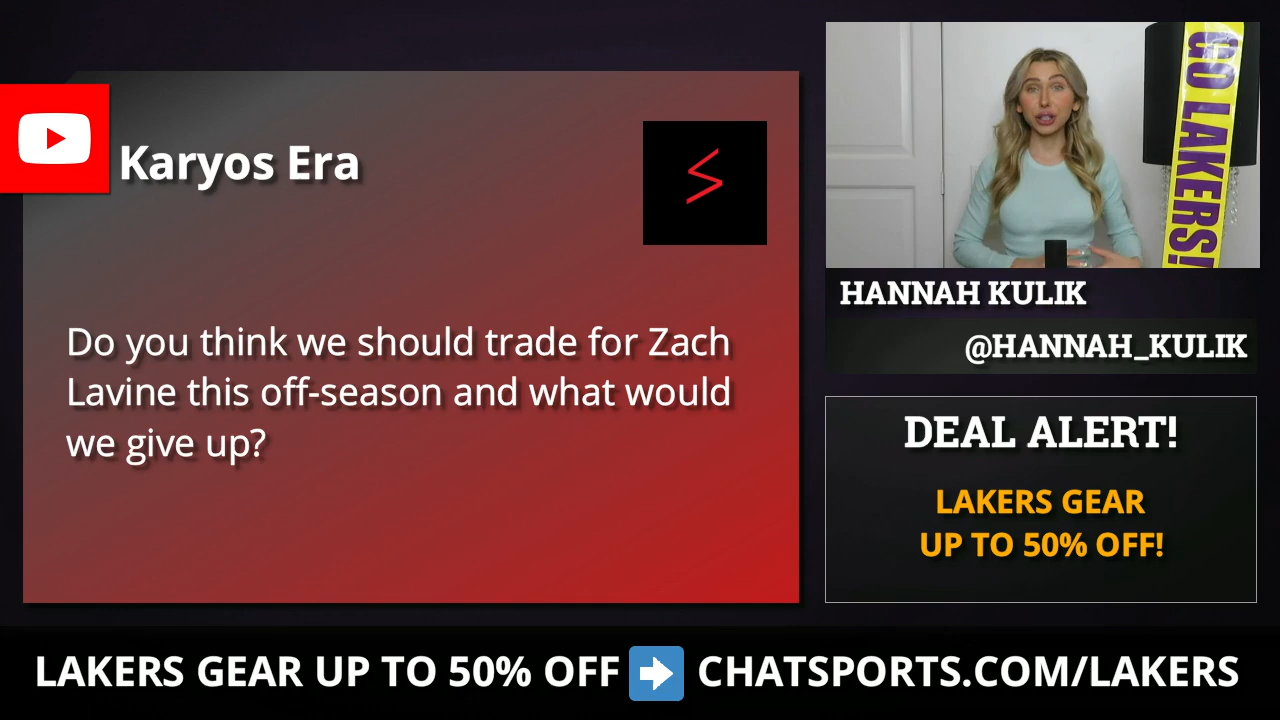 Karyos Era
Do you think we should trade for Zach
Lavine this off-season and what would
we give up?
GO LAKERS!
HANNAH KULIK
@HANNAH_KULIK
DEAL ALERT!
LAKERS GEAR
UP TO 50% OFF!
LAKERS GEAR UP TO 50% OFF ➡ CHATSPORTS.COM/LAKERS